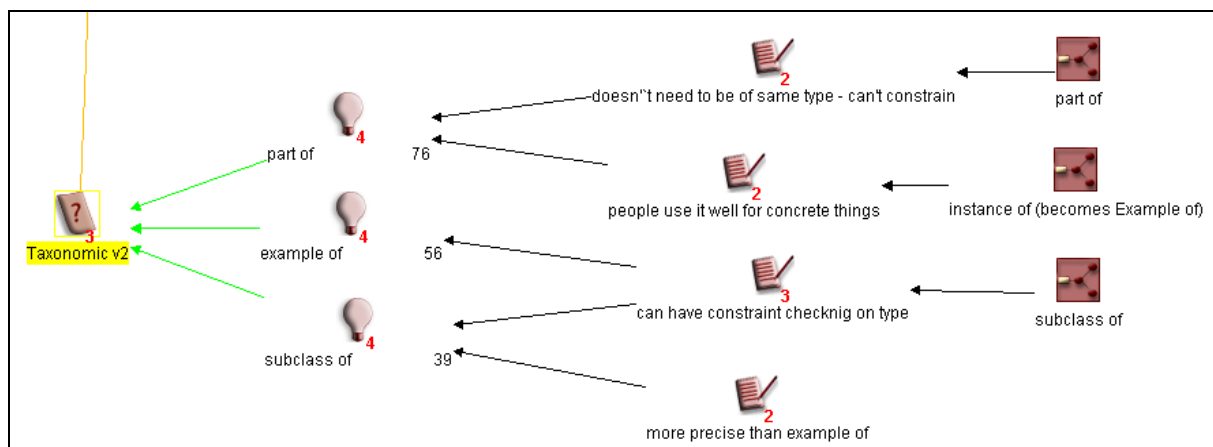 2
doesn"t need to be of same type - can't constrain
part of
4
part of
76
2
people use it well for concrete things
instance of (becomes Example of)
?
3
Taxonomic v2
4
example of
56
3
can have constraint checknig on type
subclass of
4
subclass of
39
2
more precise than example of